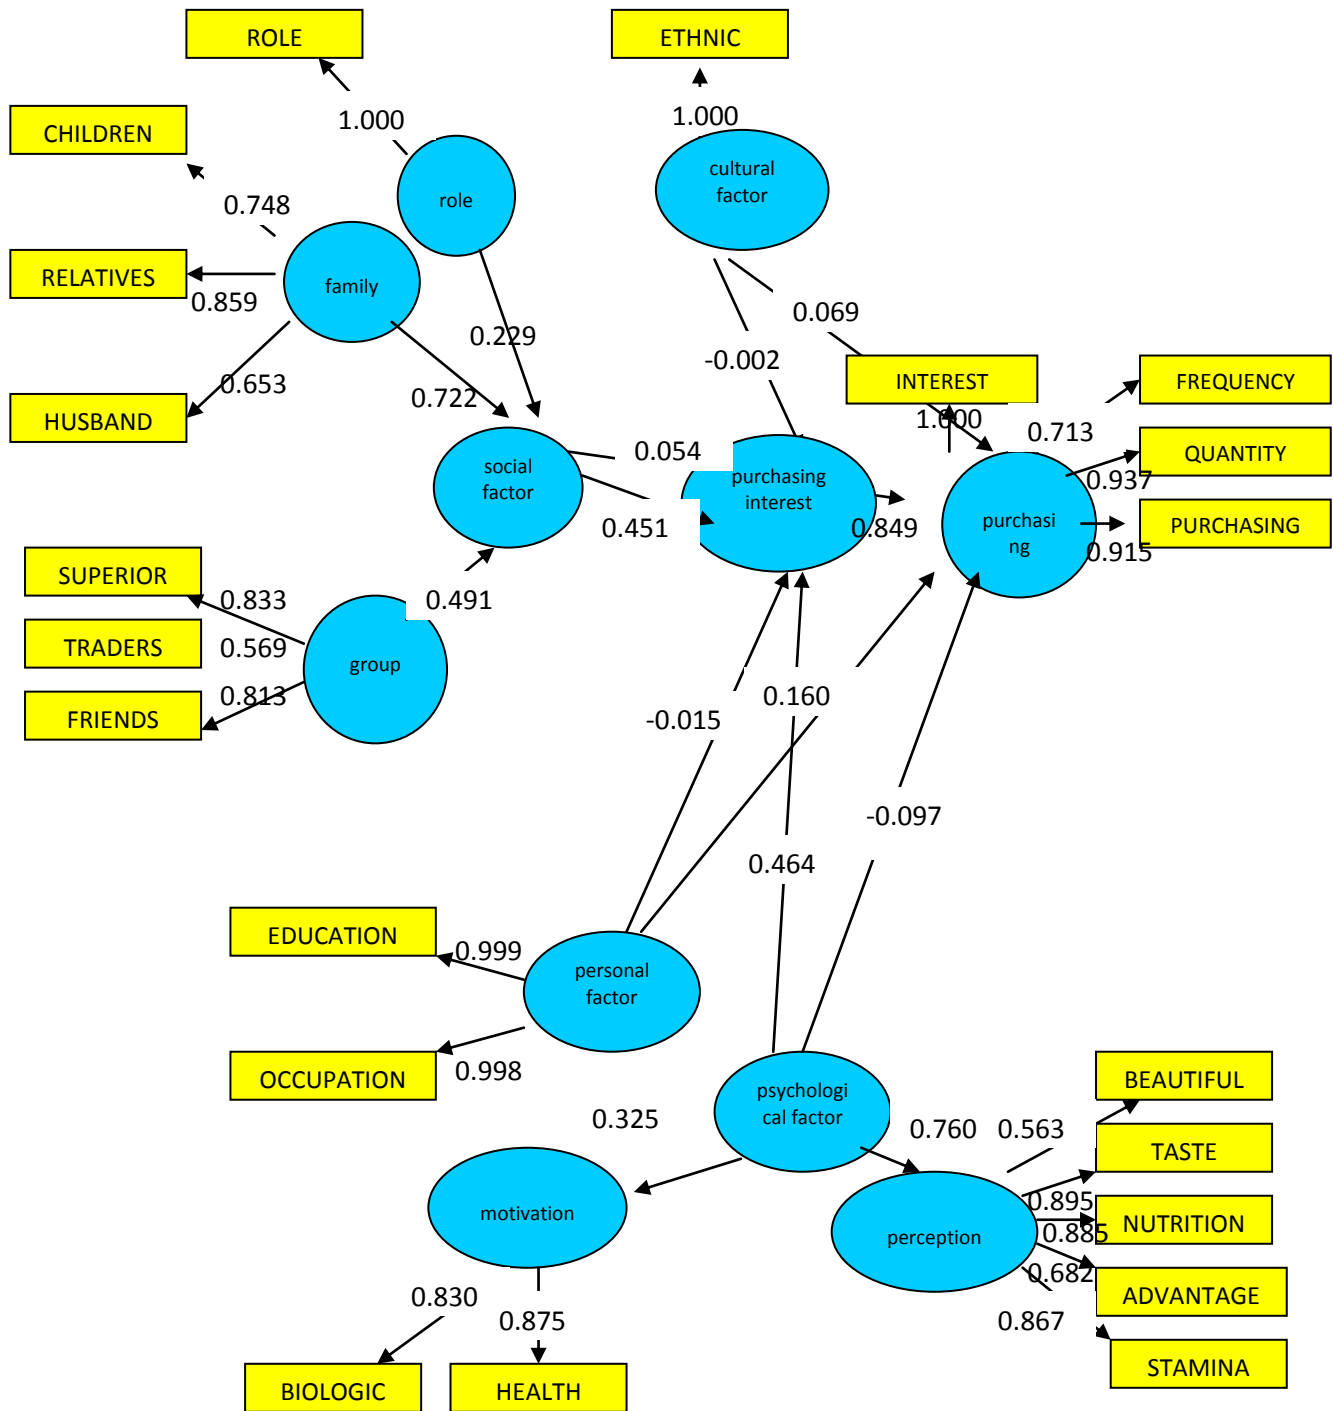 ROLE
ETHNIC
CHILDREN
1.000
1.000
cultural
factor
role
0.748
RELATIVES
family
0.859
0.069
0.229
-0.002
0.653
INTEREST
FREQUENCY
0.722
HUSBAND
1.000
0.713
social
factor
0.054
purchasing
interest
QUANTITY
0.937
0.451
0.849
purchasi
ng
PURCHASING
0.915
SUPERIOR
0.833
0.491
TRADERS
0.569
group
FRIENDS
0.813
-0.015
0.160
-0.097
0.464
EDUCATION
0.999
personal
factor
OCCUPATION
0.998
BEAUTIFUL
psychologi
cal factor
0.325
0.760
0.563
TASTE
0.895
motivation
perception
NUTRITION
0.885
0.682
ADVANTAGE
0.830
0.875
0.867
STAMINA
BIOLOGIC
HEALTH